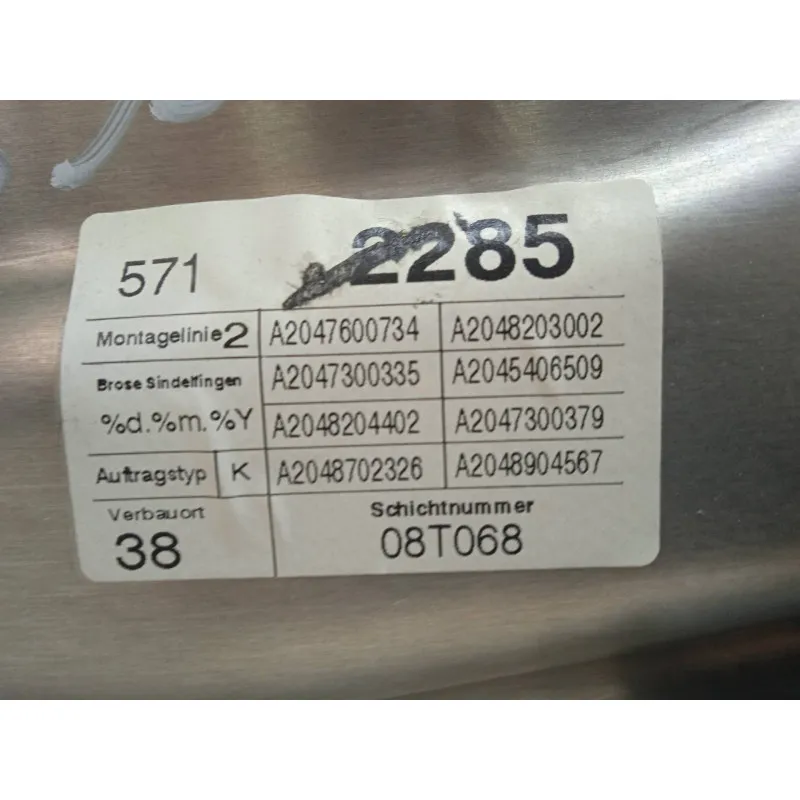 571 2285
Montagelinie 2 A2047600734 A2048203002
Brose Sindelfingen A2047300335 A2045406509
%d.%m.%Y A2048204402 A2047300379
Auftragstyp K A2048702326 A2048904567
Verbauort Schichtnummer
38 08T068